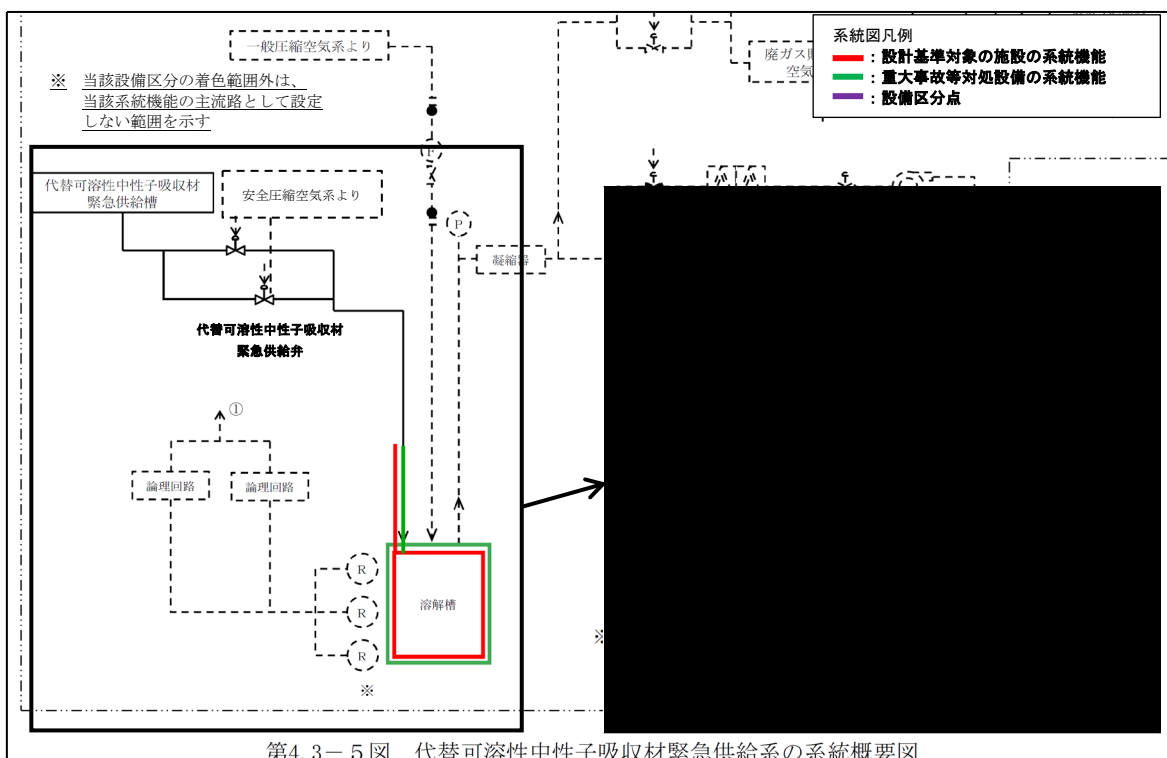 一般圧縮空気系より
※ 当該設備区分の着色範囲外は、
当該系統機能の主流路として設定
しない範囲を示す
系統図凡例
：設計基準対象の施設の系統機能
：重大事故等対処設備の系統機能
：設備区分点
廃ガス
空気
代替可溶性中性子吸収材
緊急供給槽
安全圧縮空気系より
F
P
凝縮器
代替可溶性中性子吸収材
緊急供給弁
①
論理回路
論理回路
R
R
R
溶解槽
※
※
第4.3－5図 代替可溶性中性子吸収材緊急供給系の系統概要図